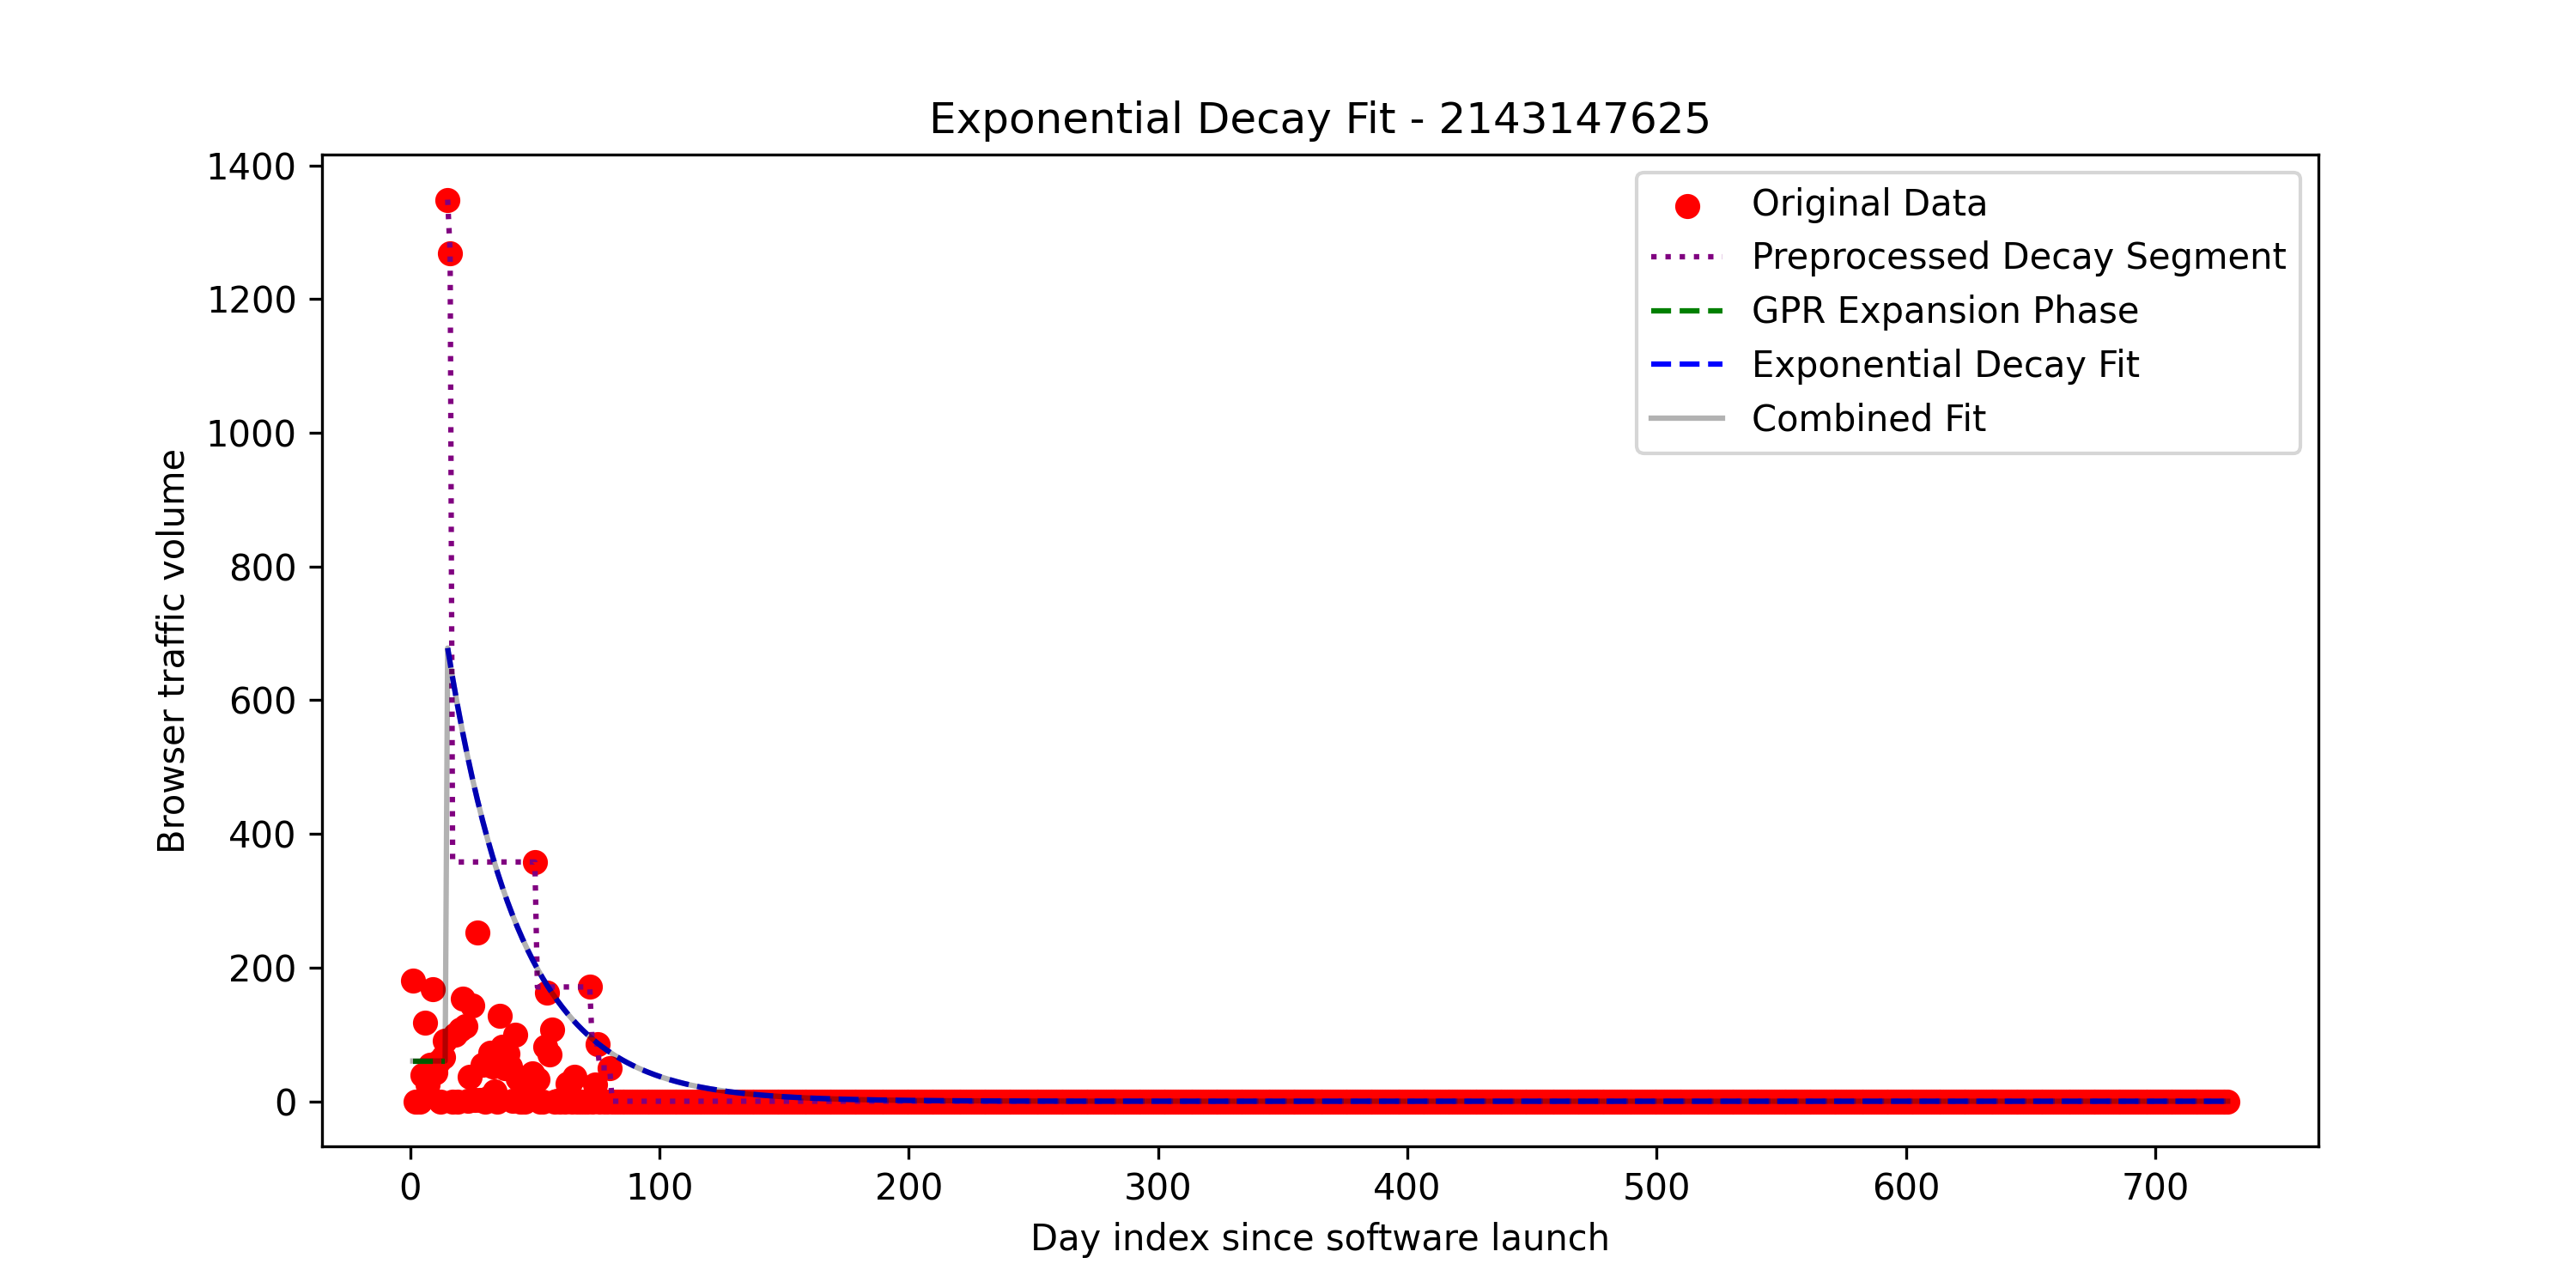 Exponential Decay Fit - 2143147625
1400
1200
1000
800
600
400
200
0
Browser traffic volume
Original Data
Preprocessed Decay Segment
GPR Expansion Phase
Exponential Decay Fit
Combined Fit
0 100 200 300 400 500 600 700
Day index since software launch